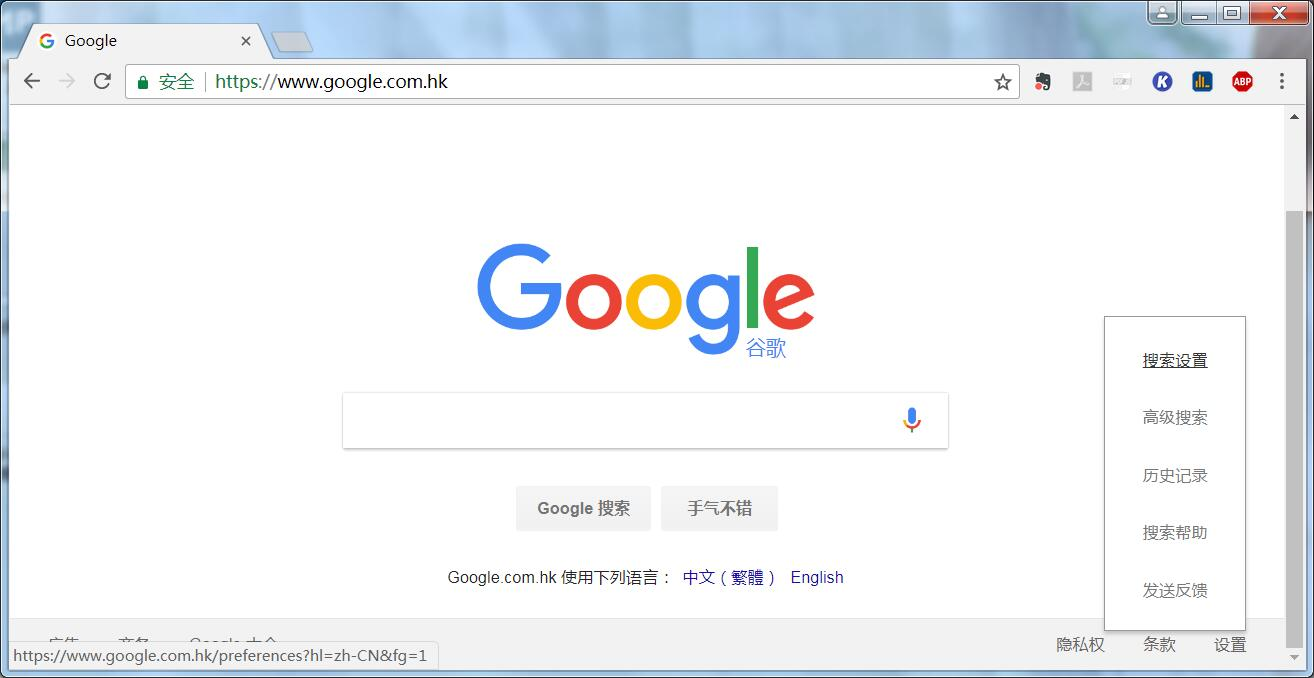 Google
安全
https://www.google.com.hk
ABP
Google
谷歌
搜索设置
高级搜索
历史记录
搜索帮助
发送反馈
Google 搜索
手气不错
Google.com.hk 使用下列语言： 中文（繁體） English
隐私权 条款 设置
https://www.google.com.hk/preferences?hl=zh-CN&fg=1